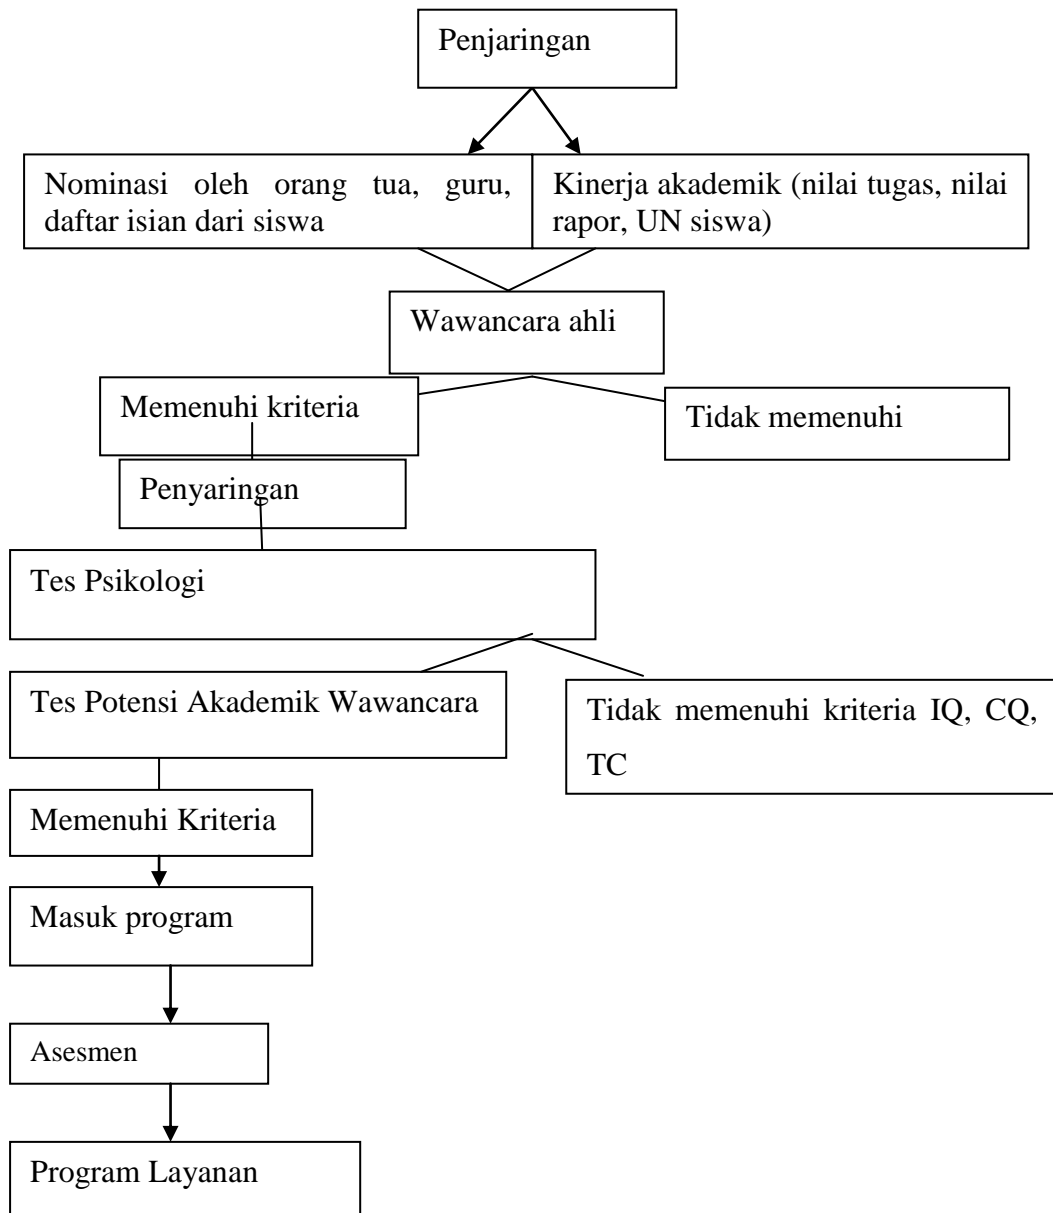 Penjaringan
Nominasi oleh orang tua, guru,
daftar isian dari siswa
Kinerja akademik (nilai tugas, nilai
rapor, UN siswa)
Wawancara ahli
Memenuhi kriteria
Tidak memenuhi
Penyaringan
Tes Psikologi
Tes Potensi Akademik Wawancara
Tidak memenuhi kriteria IQ, CQ,
TC
Memenuhi Kriteria
Masuk program
Asesmen
Program Layanan